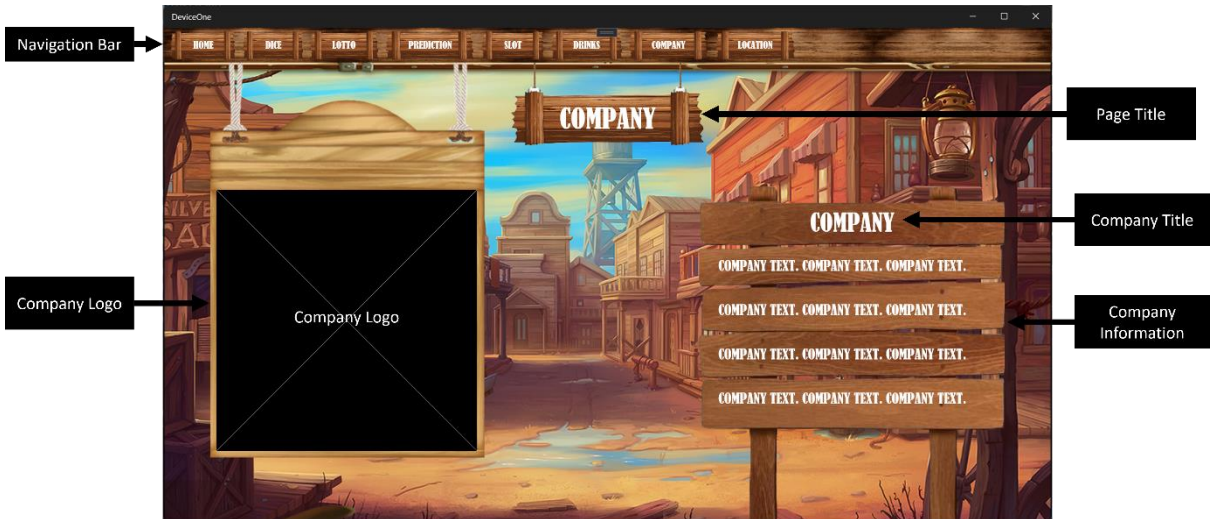 DeviceOne
Navigation Bar
HOME DICE LOTTO PREDICTION SLOT DRINKS COMPANY LOCATION
COMPANY
Page Title
COMPANY
Company Title
COMPANY TEXT. COMPANY TEXT. COMPANY TEXT.
Company Logo
Company Logo
COMPANY TEXT. COMPANY TEXT. COMPANY TEXT.
Company
Information
COMPANY TEXT. COMPANY TEXT. COMPANY TEXT.
COMPANY TEXT. COMPANY TEXT. COMPANY TEXT.